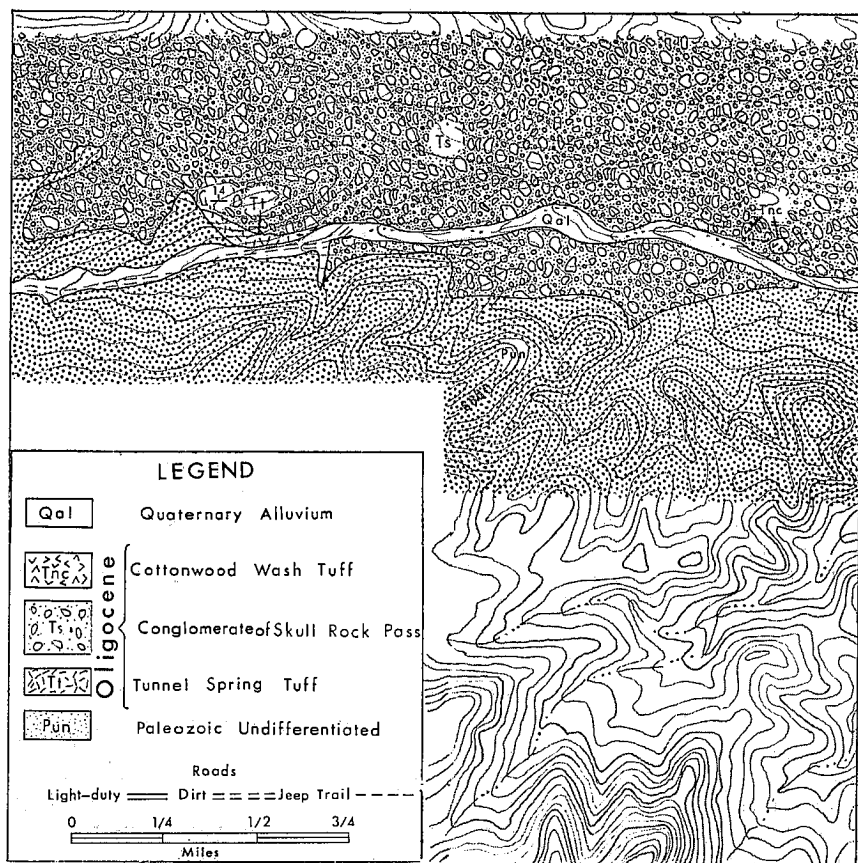 Ts
14
Tt
Tnc
Qal
Pun
LEGEND
Qal Quaternary Alluvium
Oligocene
Tnc Cottonwood Wash Tuff
Ts Conglomerate of Skull Rock Pass
Tt Tunnel Spring Tuff
Pun Paleozoic Undifferentiated
Roads
Light-duty Dirt Jeep Trail
0 1/4 1/2 3/4
Miles